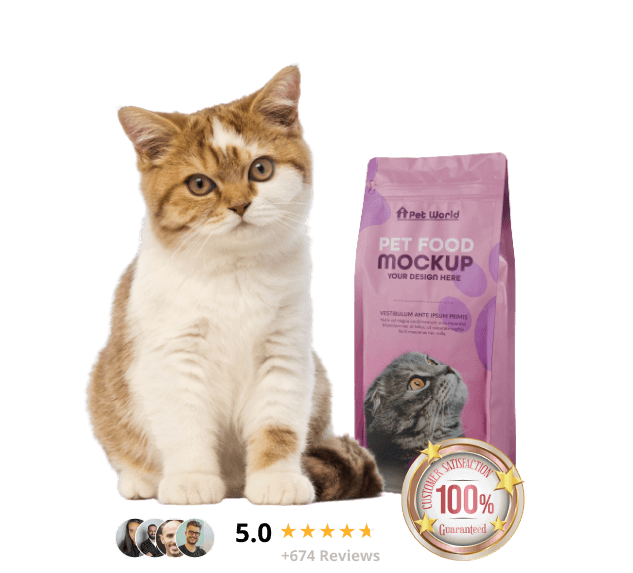 Pet World
PET FOOD
MOCKUP
YOUR DESIGN HERE
VESTIBULUM ANTE IPSUM PRIMIS
CUSTOMER SATISFACTION
100%
Guaranteed
5.0
+674 Reviews